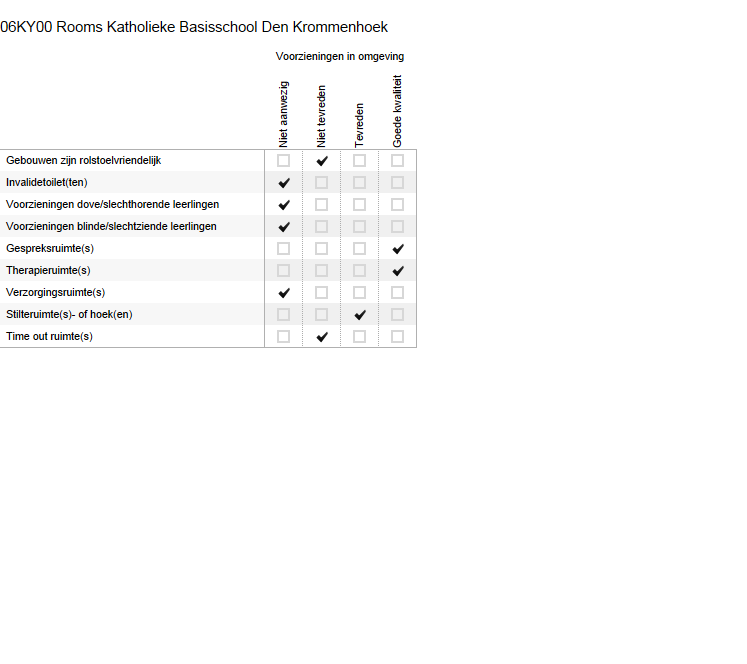 06KY00 Rooms Katholieke Basisschool Den Krommenhoek
Voorzieningen in omgeving
Niet aanwezig
Niet tevreden
Tevreden
Goede kwaliteit
Gebouwen zijn rolstoelvriendelijk
Invalidetoilet(ten)
Voorzieningen dove/slechthorende leerlingen
Voorzieningen blinde/slechtziende leerlingen
Gespreksruimte(s)
Therapieruimte(s)
Verzorgingsruimte(s)
Stilteruimte(s)- of hoek(en)
Time out ruimte(s)